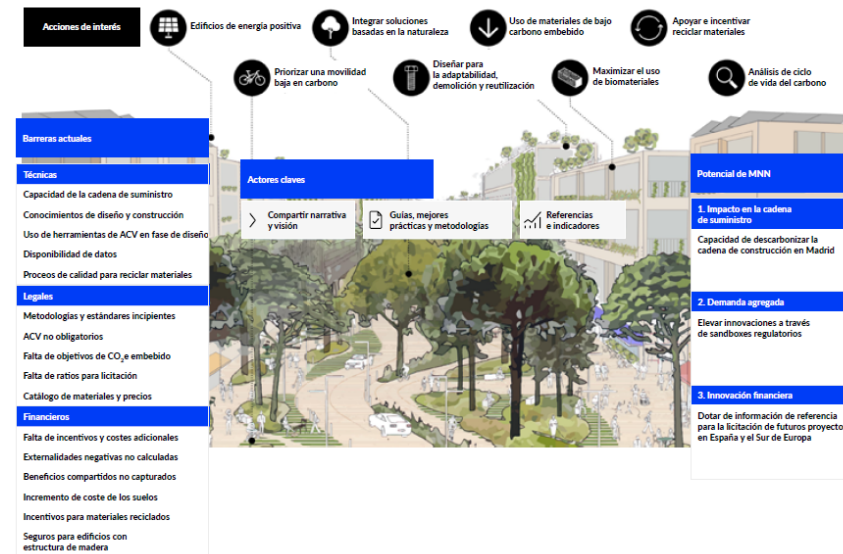 Acciones de interés
Edificios de energía positiva
Integrar soluciones
basadas en la naturaleza
Uso de materiales de bajo
carbono embebido
Apoyar e incentivar
reciclar materiales
Priorizar una movilidad
baja en carbono
Diseñar para
la adaptabilidad,
demolición y reutilización
Maximizar el uso
de biomateriales
Análisis de ciclo
de vida del carbono
Barreras actuales
Técnicas
Capacidad de la cadena de suministro
Conocimientos de diseño y construcción
Uso de herramientas de ACV en fase de diseño
Disponibilidad de datos
Proceos de calidad para reciclar materiales
Legales
Metodologías y estándares incipientes
ACV no obligatorios
Falta de objetivos de CO₂e embebido
Falta de ratios para licitación
Catálogo de materiales y precios
Financieros
Falta de incentivos y costes adicionales
Externalidades negativas no calculadas
Beneficios compartidos no capturados
Incremento de coste de los suelos
Incentivos para materiales reciclados
Seguros para edificios con
estructura de madera
Actores claves
Compartir narrativa
y visión
Guías, mejores
prácticas y metodologías
Referencias
e indicadores
Potencial de MNN
1. Impacto en la cadena
de suministro
Capacidad de descarbonizar la
cadena de construcción en Madrid
2. Demanda agregada
Elevar innovaciones a través
de sandboxes regulatorios
3. Innovación financiera
Dotar de información de referencia
para la licitación de futuros proyecto
en España y el Sur de Europa